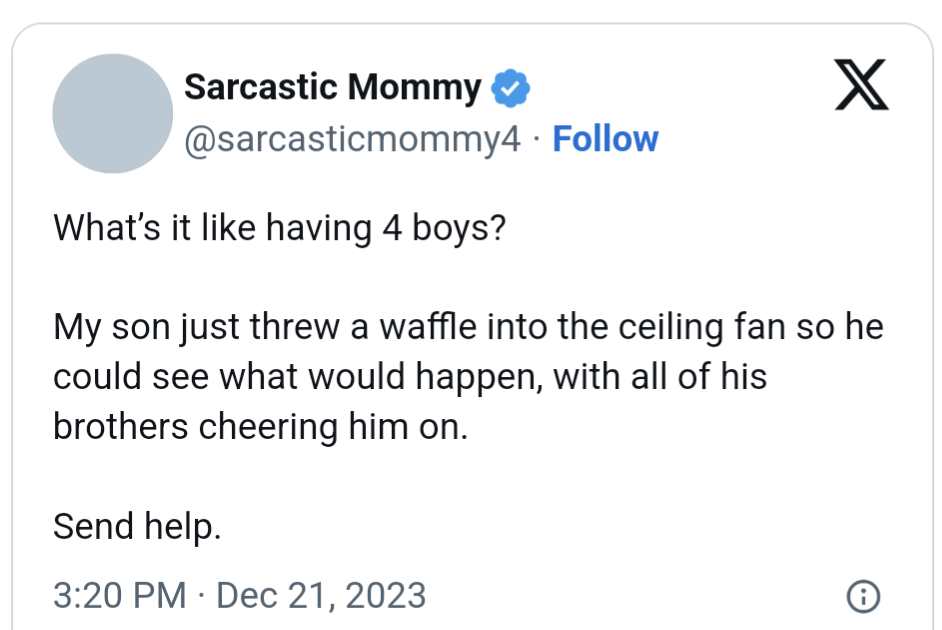 Sarcastic Mommy
@sarcasticmommy4 · Follow
What’s it like having 4 boys?
My son just threw a waffle into the ceiling fan so he
could see what would happen, with all of his
brothers cheering him on.
Send help.
3:20 PM · Dec 21, 2023